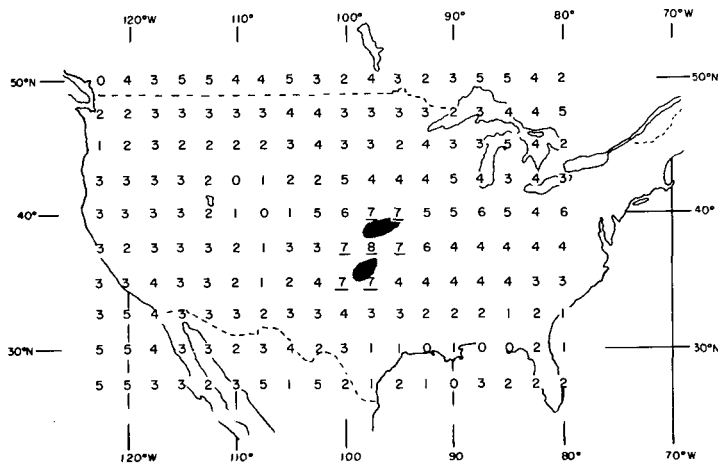 120°W 110° 100° 90° 80° 70°W
50°N 0 4 3 5 5 4 4 5 3 2 4 3 2 3 5 5 4 2 50°N
2 2 3 3 3 3 3 4 4 3 3 3 3 2 3 4 4 5
1 2 3 2 2 2 2 3 4 3 3 2 4 3 3 5 4 2
3 3 3 3 2 0 1 2 2 5 4 4 4 5 4 3 4 3
40° 3 3 3 3 2 1 0 1 5 6 7 7 5 5 6 5 4 6 40°
3 2 3 3 3 2 1 3 3 7 8 7 6 4 4 4 4 4
3 3 4 3 3 2 1 2 4 7 7 4 4 4 4 4 3 3
3 5 4 3 3 3 2 3 3 4 3 3 2 2 2 1 2 1
30°N 5 5 4 3 3 2 3 4 2 3 1 1 0 1 0 0 2 1 30°N
5 5 3 3 2 3 5 1 5 2 1 2 1 0 3 2 2 2
120°W 110° 100 90° 80° 70°W